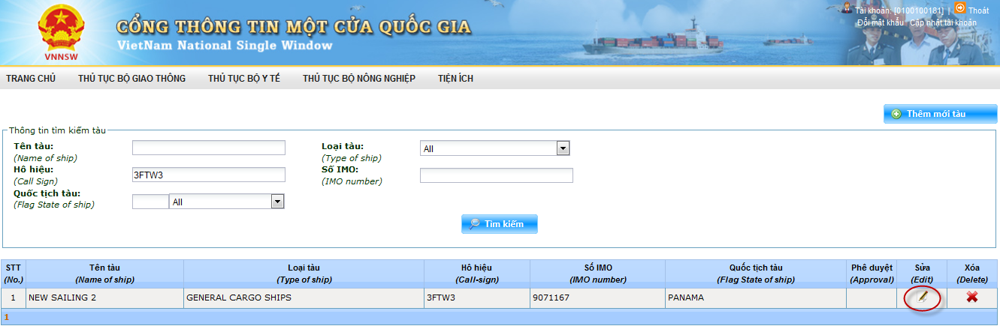 Tài khoản: [0100100181] | Thoát
Đổi mật khẩu Cập nhật tài khoản
CỔNG THÔNG TIN MỘT CỬA QUỐC GIA
VietNam National Single Window
VNNSW
TRANG CHỦ THỦ TỤC BỘ GIAO THÔNG THỦ TỤC BỘ Y TẾ THỦ TỤC BỘ NÔNG NGHIỆP TIỆN ÍCH
Thêm mới tàu
Thông tin tìm kiếm tàu
Tên tàu: Loại tàu: All
(Name of ship) (Type of ship)
Hô hiệu: 3FTW3 Số IMO:
(Call Sign) (IMO number)
Quốc tịch tàu: All
(Flag State of ship)
Tìm kiếm
STT Tên tàu Loại tàu Hô hiệu Số IMO Quốc tịch tàu Phê duyệt Sửa Xóa
(No.) (Name of ship) (Type of ship) (Call-sign) (IMO number) (Flag State of ship) (Approval) (Edit) (Delete)
1 NEW SAILING 2 GENERAL CARGO SHIPS 3FTW3 9071167 PANAMA
1